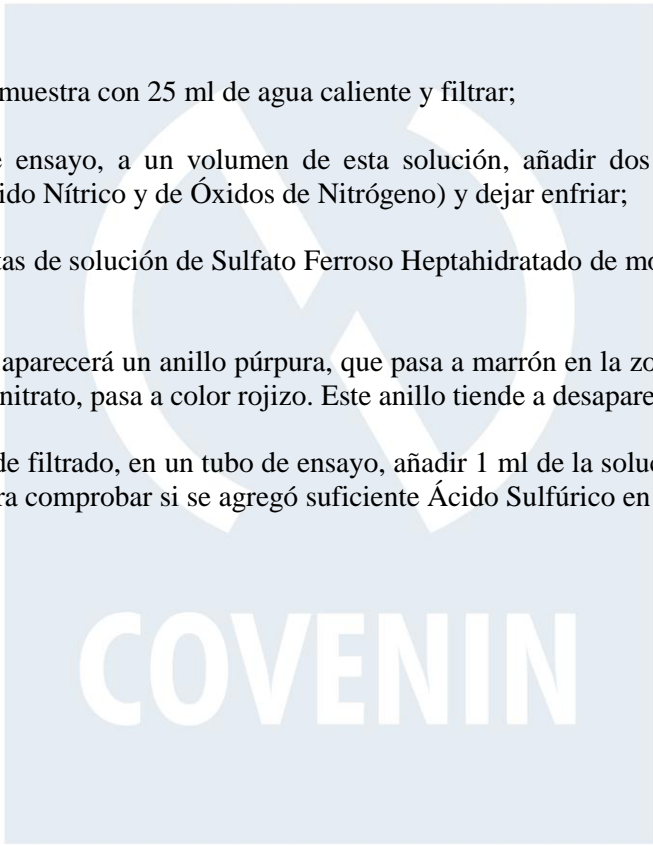 muestra con 25 ml de agua caliente y filtrar;
ensayo, a un volumen de esta solución, añadir dos
ido Nítrico y de Óxidos de Nitrógeno) y dejar enfriar;
tas de solución de Sulfato Ferroso Heptahidratado de mo
aparecerá un anillo púrpura, que pasa a marrón en la zo
nitrato, pasa a color rojizo. Este anillo tiende a desapare
de filtrado, en un tubo de ensayo, añadir 1 ml de la soluc
ra comprobar si se agregó suficiente Ácido Sulfúrico en
COVENIN